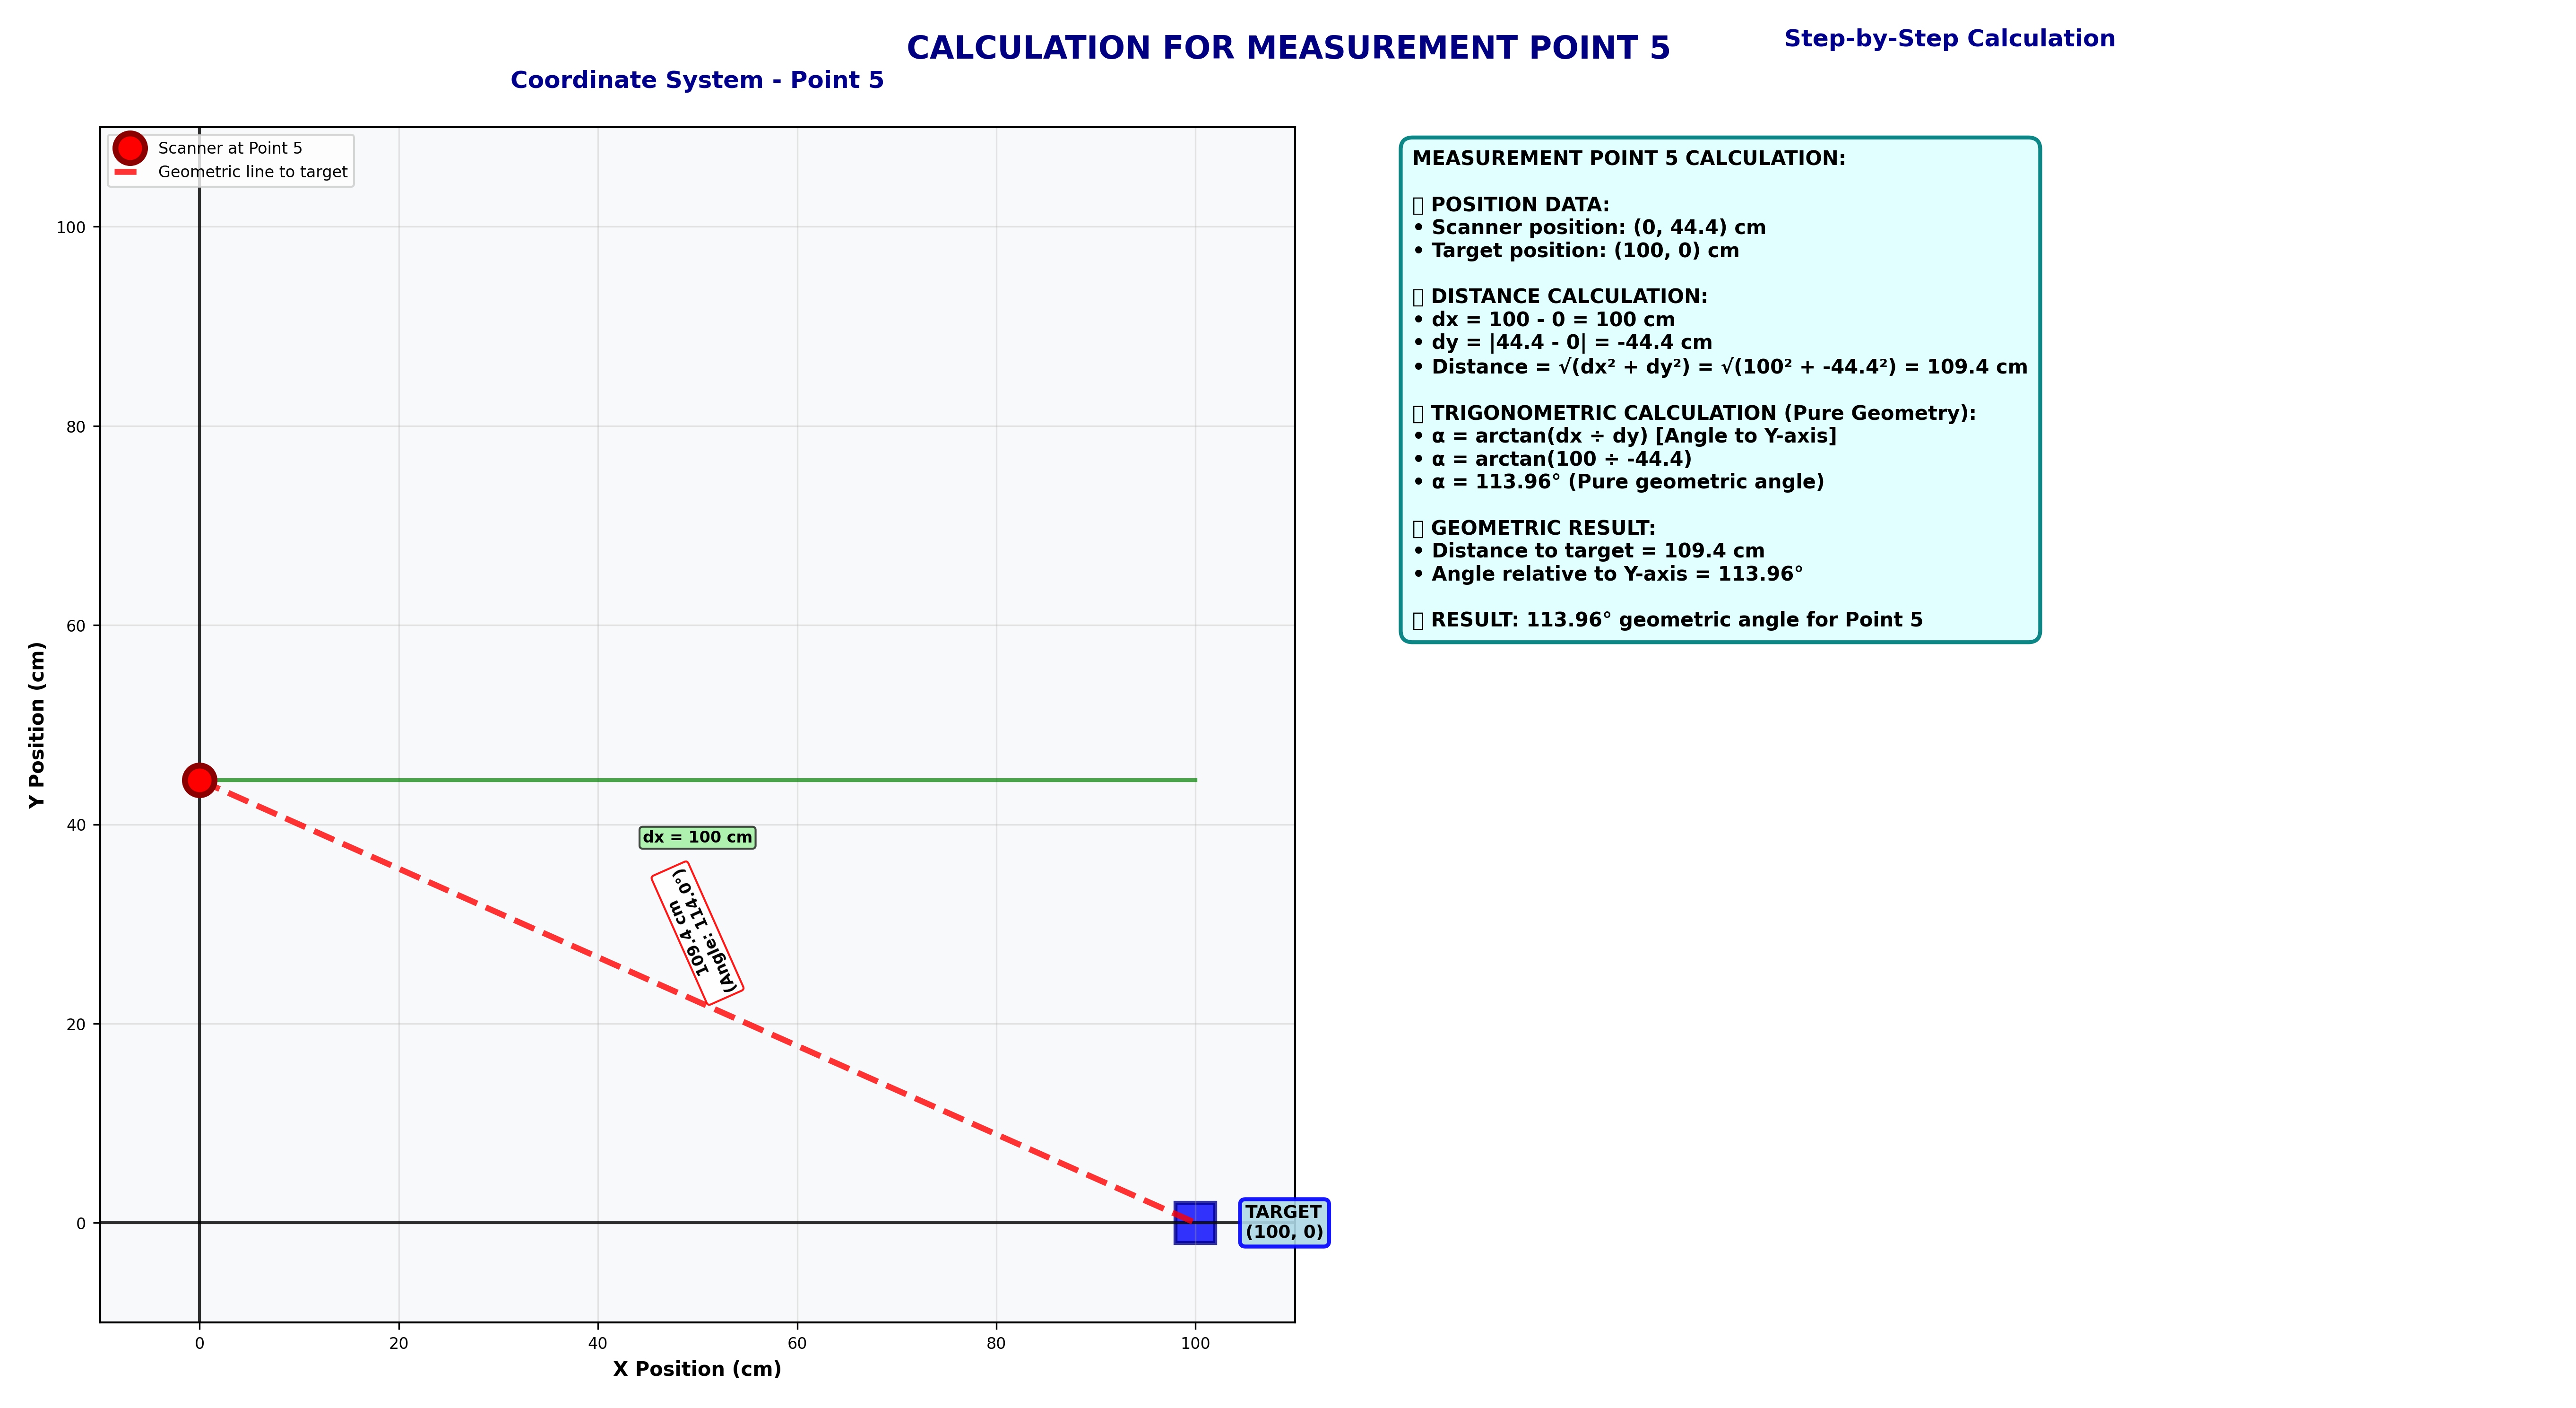 CALCULATION FOR MEASUREMENT POINT 5
Coordinate System - Point 5
Scanner at Point 5
Geometric line to target
100
80
60
40
20
0
Y Position (cm)
dx = 100 cm
109.4 cm
(Angle: 114.0°)
TARGET
(100, 0)
0
20
40
60
80
100
X Position (cm)
Step-by-Step Calculation
MEASUREMENT POINT 5 CALCULATION:
POSITION DATA:
• Scanner position: (0, 44.4) cm
• Target position: (100, 0) cm
DISTANCE CALCULATION:
• dx = 100 - 0 = 100 cm
• dy = |44.4 - 0| = -44.4 cm
• Distance = √(dx² + dy²) = √(100² + -44.4²) = 109.4 cm
TRIGONOMETRIC CALCULATION (Pure Geometry):
• α = arctan(dx ÷ dy) [Angle to Y-axis]
• α = arctan(100 ÷ -44.4)
• α = 113.96° (Pure geometric angle)
GEOMETRIC RESULT:
• Distance to target = 109.4 cm
• Angle relative to Y-axis = 113.96°
RESULT: 113.96° geometric angle for Point 5